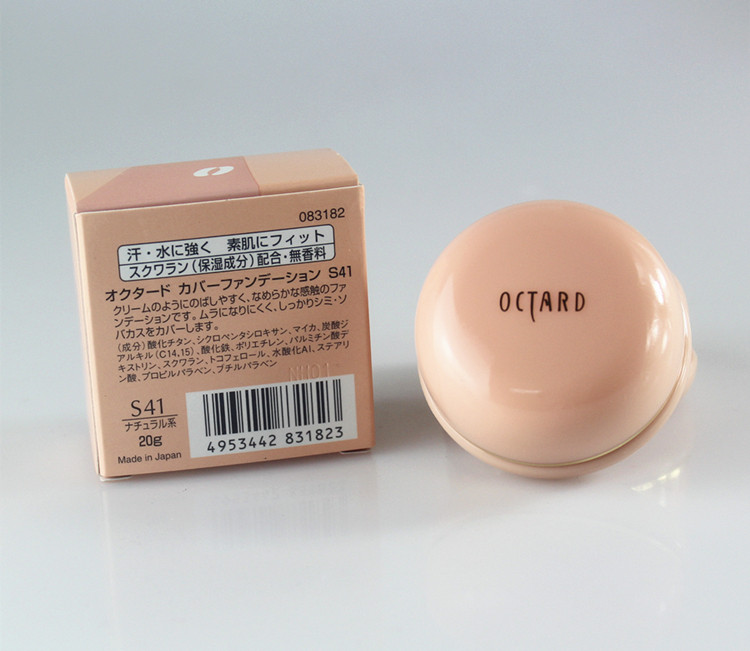 083182
汗・水に強く 素肌にフィット
スクワラン(保湿成分)配合・無香料
オクタード カバーファンデーション S41
クリームのようにのばしやすく、なめらかな感触のファ
ンデーションです。ムラになりにくく、しっかりシミ・ソ
バカスをカバーします。
(成分)酸化チタン、シクロペンタシロキサン、マイカ、炭酸ジ
アルキル(C14,15)、酸化鉄、ポリエチレン、パルミチン酸デ
キストリン、スクワラン、トコフェロール、水酸化Al、ステアリ
ン酸、プロピルパラベン、ブチルパラベン
S41
ナチュラル系
20g
Made in Japan
4953442 831823
OCTARD